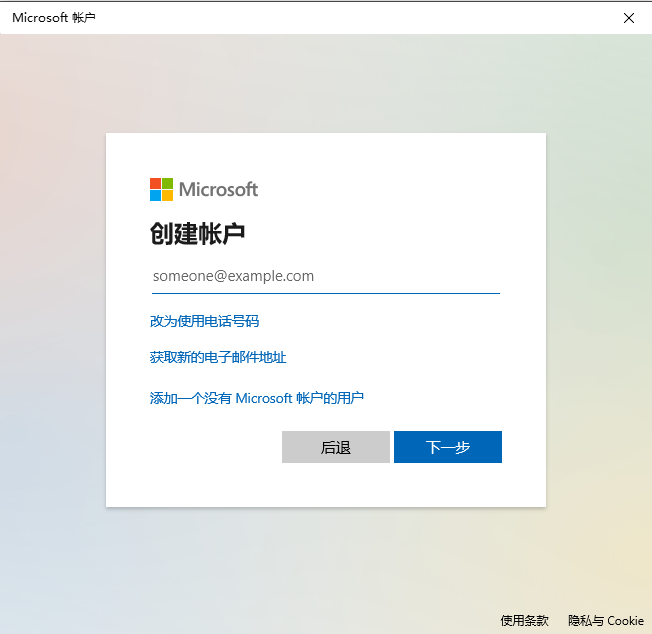 Microsoft 帐户
Microsoft
创建帐户
someone@example.com
改为使用电话号码
获取新的电子邮件地址
添加一个没有 Microsoft 帐户的用户
后退 下一步
使用条款 隐私与 Cookie